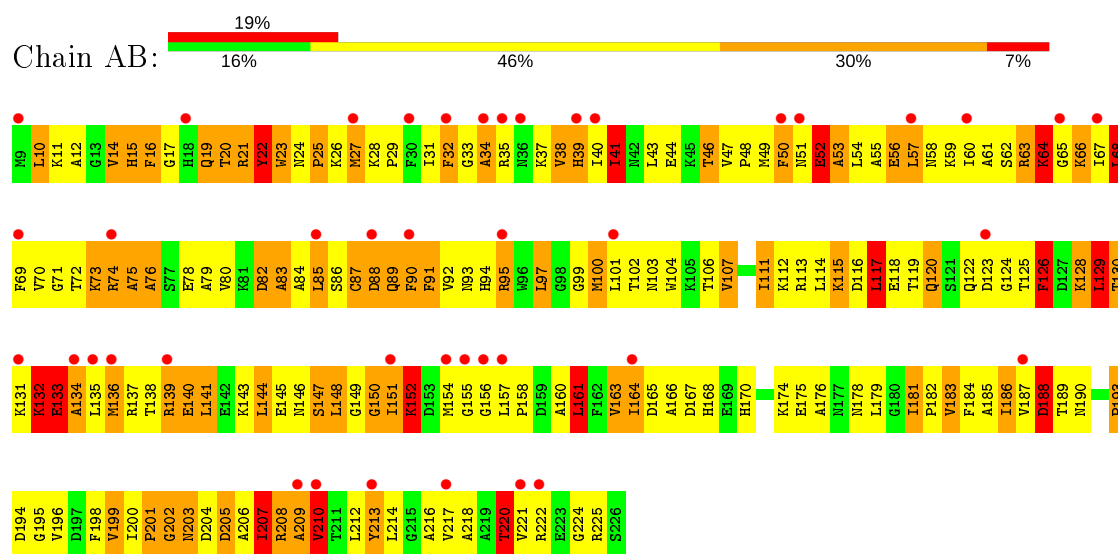 19%
Chain AB:
16% 46% 30% 7%
M9 L10 K11 A12 G13 V14 H15 F16 G17 H18 Q19 T20 R21 Y22 W23 N24 P25 K26 M27 K28 P29 F30 I31 F32 G33 A34 R35 N36 K37 V38 H39 I40 I41 N42 L43 E44 K45 T46 V47 P48 M49 F50 N51 E52 A53 L54 A55 E56 L57 N58 K59 I60 A61 S62 R63 K64 G65 K66 I67 L68
F69 V70 G71 T72 K73 R74 A75 A76 S77 E78 A79 V80 K81 D82 A83 A84 L85 S86 C87 D88 Q89 F90 F91 V92 N93 H94 R95 W96 L97 G98 G99 M100 L101 T102 N103 W104 K105 T106 V107 I111 K112 R113 L114 K115 D116 L117 E118 T119 Q120 S121 Q122 D123 G124 T125 F126 D127 K128 L129 T130
K131 K132 E133 A134 L135 M136 R137 T138 R139 E140 L141 E142 K143 L144 E145 N146 S147 L148 G149 G150 I151 K152 D153 M154 G155 G156 L157 P158 D159 A160 L161 F162 V163 I164 D165 A166 D167 H168 E169 H170 K174 E175 A176 N177 N178 L179 G180 I181 P182 V183 F184 A185 I186 V187 D188 T189 N190 P193
D194 G195 V196 D197 F198 V199 I200 P201 G202 N203 D204 D205 A206 I207 R208 A209 V210 T211 L212 Y213 L214 G215 A216 V217 A218 A219 T220 V221 R222 E223 G224 R225 S226